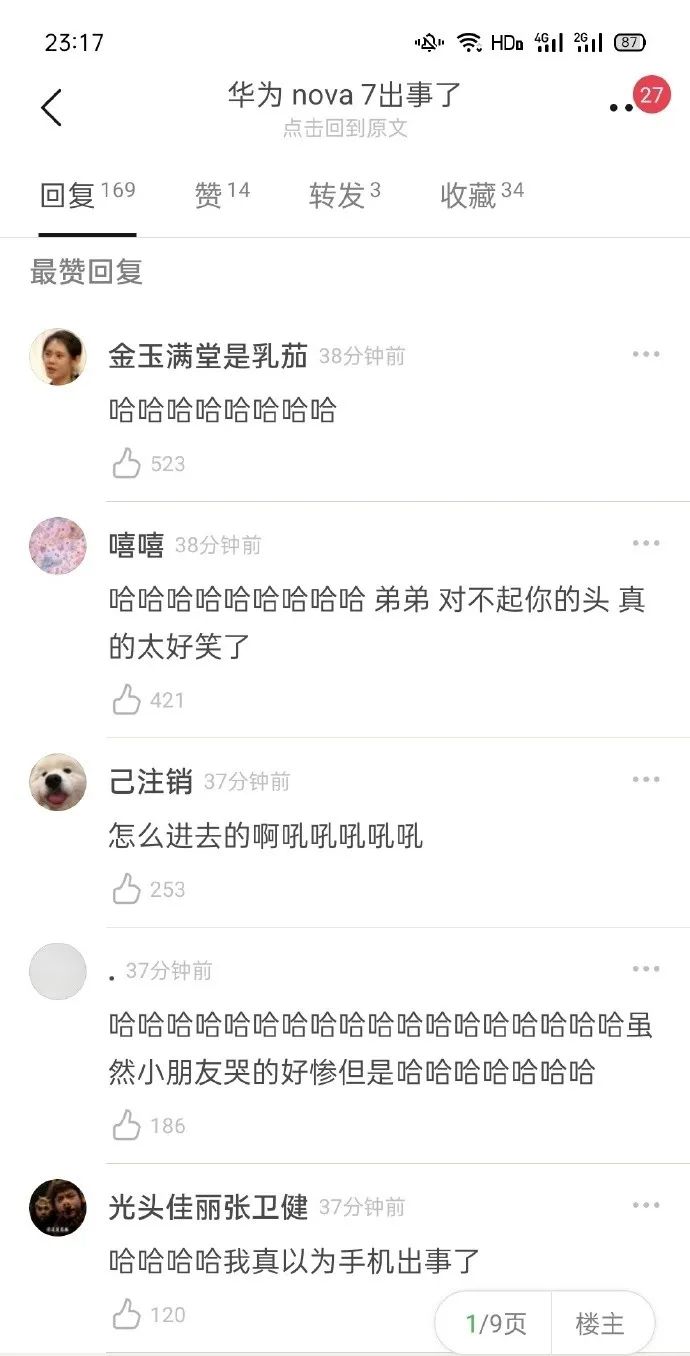 23:17
HD 4G 2G 87
华为 nova 7出事了
27
点击回到原文
回复 169 赞 14 转发 3 收藏 34
最赞回复
金玉满堂是乳茄 38分钟前
哈哈哈哈哈哈哈哈
523
嘻嘻 38分钟前
哈哈哈哈哈哈哈哈哈 弟弟 对不起你的头 真
的太好笑了
421
己注销 37分钟前
怎么进去的啊吼吼吼吼吼
253
. 37分钟前
哈哈哈哈哈哈哈哈哈哈哈哈哈哈哈哈哈哈虽
然小朋友哭的好惨但是哈哈哈哈哈哈哈
186
光头佳丽张卫健 37分钟前
哈哈哈哈我真以为手机出事了
120
1/9页 楼主